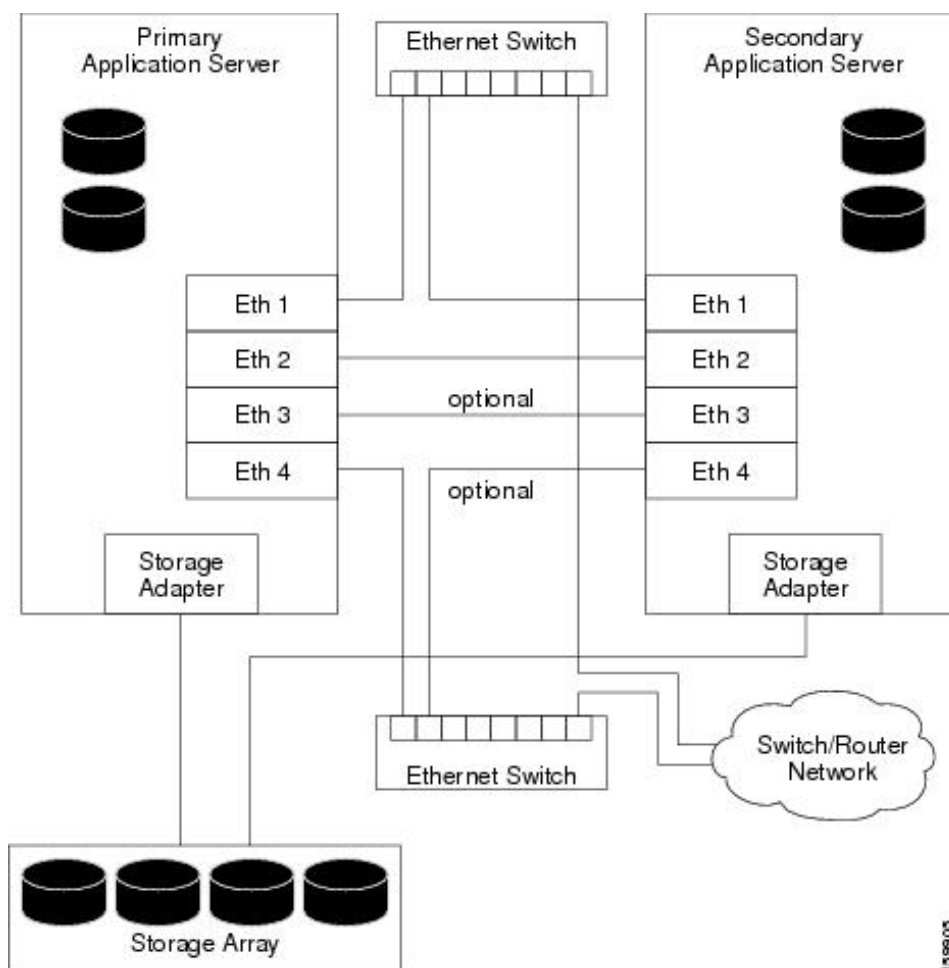 Primary
Application Server
Ethernet Switch
Secondary
Application Server
Eth 1
Eth 1
Eth 2
Eth 2
optional
Eth 3
Eth 3
Eth 4
Eth 4
optional
Storage
Adapter
Storage
Adapter
Switch/Router
Network
Ethernet Switch
Storage Array